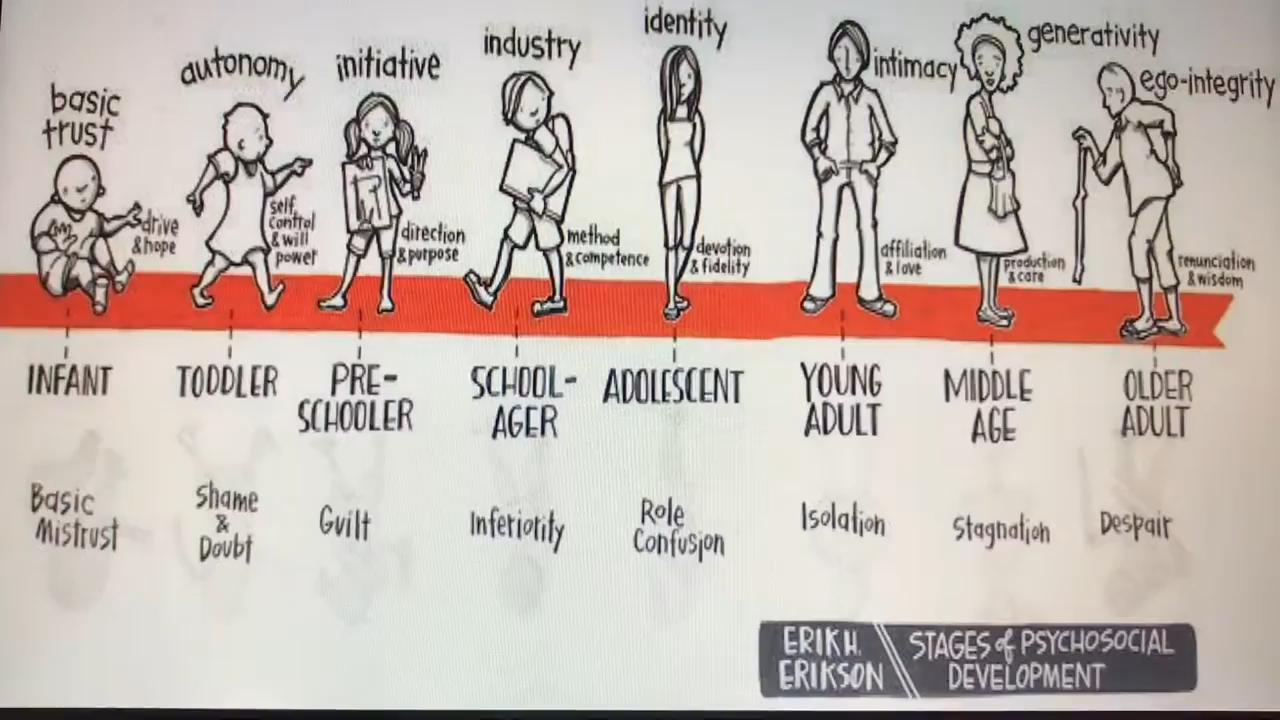 basic
trust
autonomy
initiative
industry
identity
intimacy
generativity
ego-integrity
drive
& hope
self
control
& will
power
direction
& purpose
method
& competence
devotion
& fidelity
affiliation
& love
production
& care
renunciation
& wisdom
INFANT
TODDLER
PRE-
SCHOOLER
SCHOOL-
AGER
ADOLESCENT
YOUNG
ADULT
MIDDLE
AGE
OLDER
ADULT
Basic
Mistrust
Shame
&
Doubt
Guilt
Inferiority
Role
Confusion
Isolation
Stagnation
Despair
ERIK H.
ERIKSON
STAGES of PSYCHOSOCIAL
DEVELOPMENT